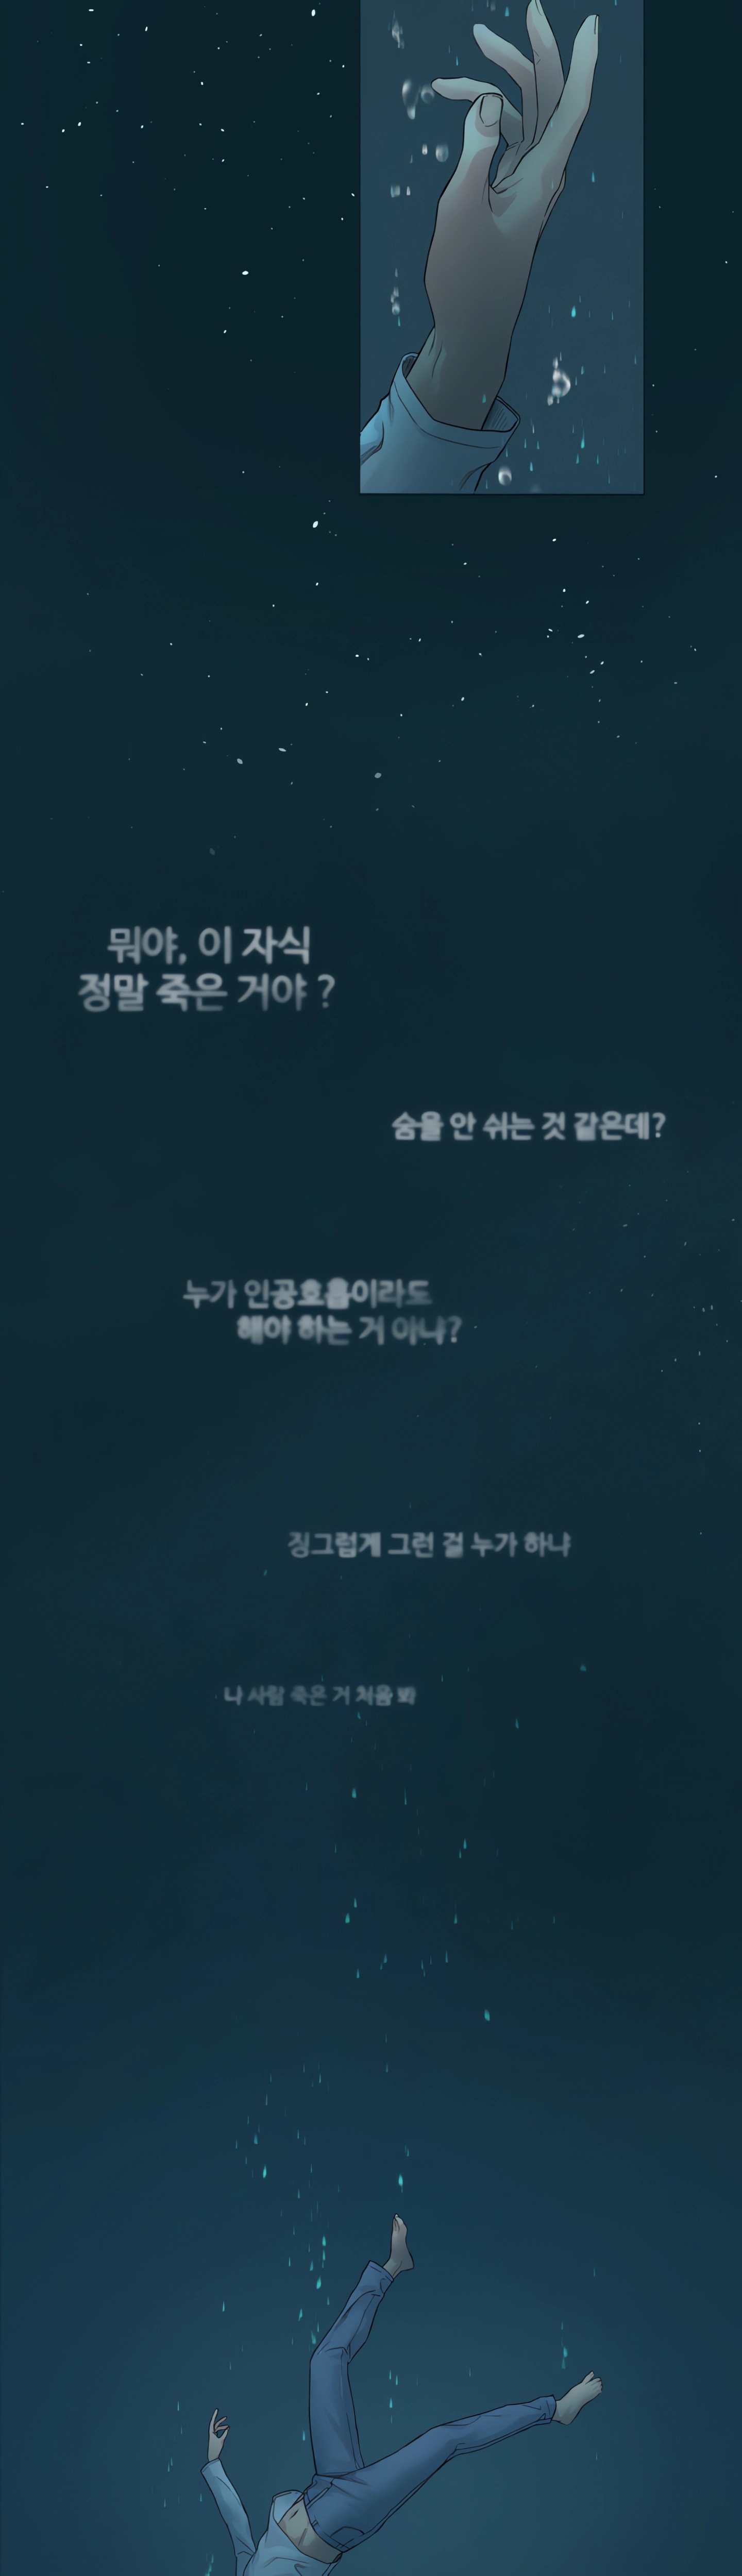 뭐야, 이 자식
정말 죽은 거야 ?
숨을 안 쉬는 것 같은데?
누가 인공호흡이라도
해야 하는 거 아냐?
징그럽게 그런 걸 누가 하냐
나 사람 죽은 거 처음 봐